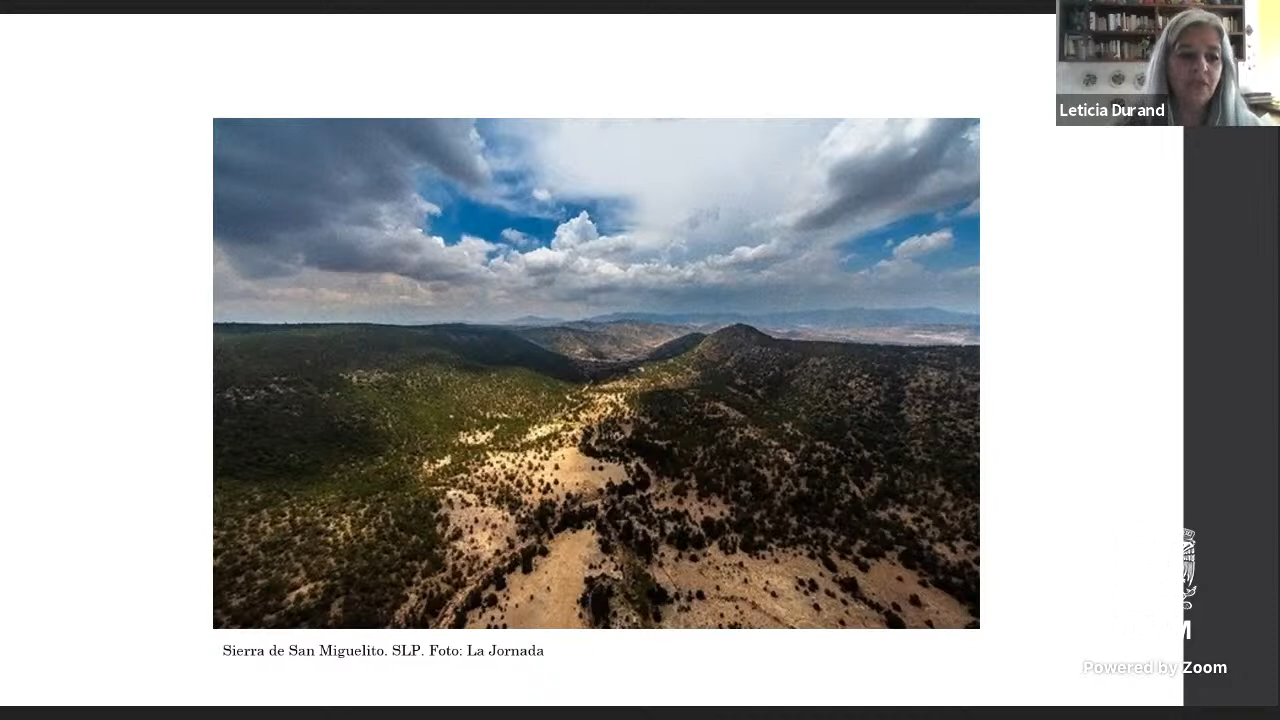 Leticia Durand
Sierra de San Miguelito. SLP. Foto: La Jornada
M
Powered by Zoom